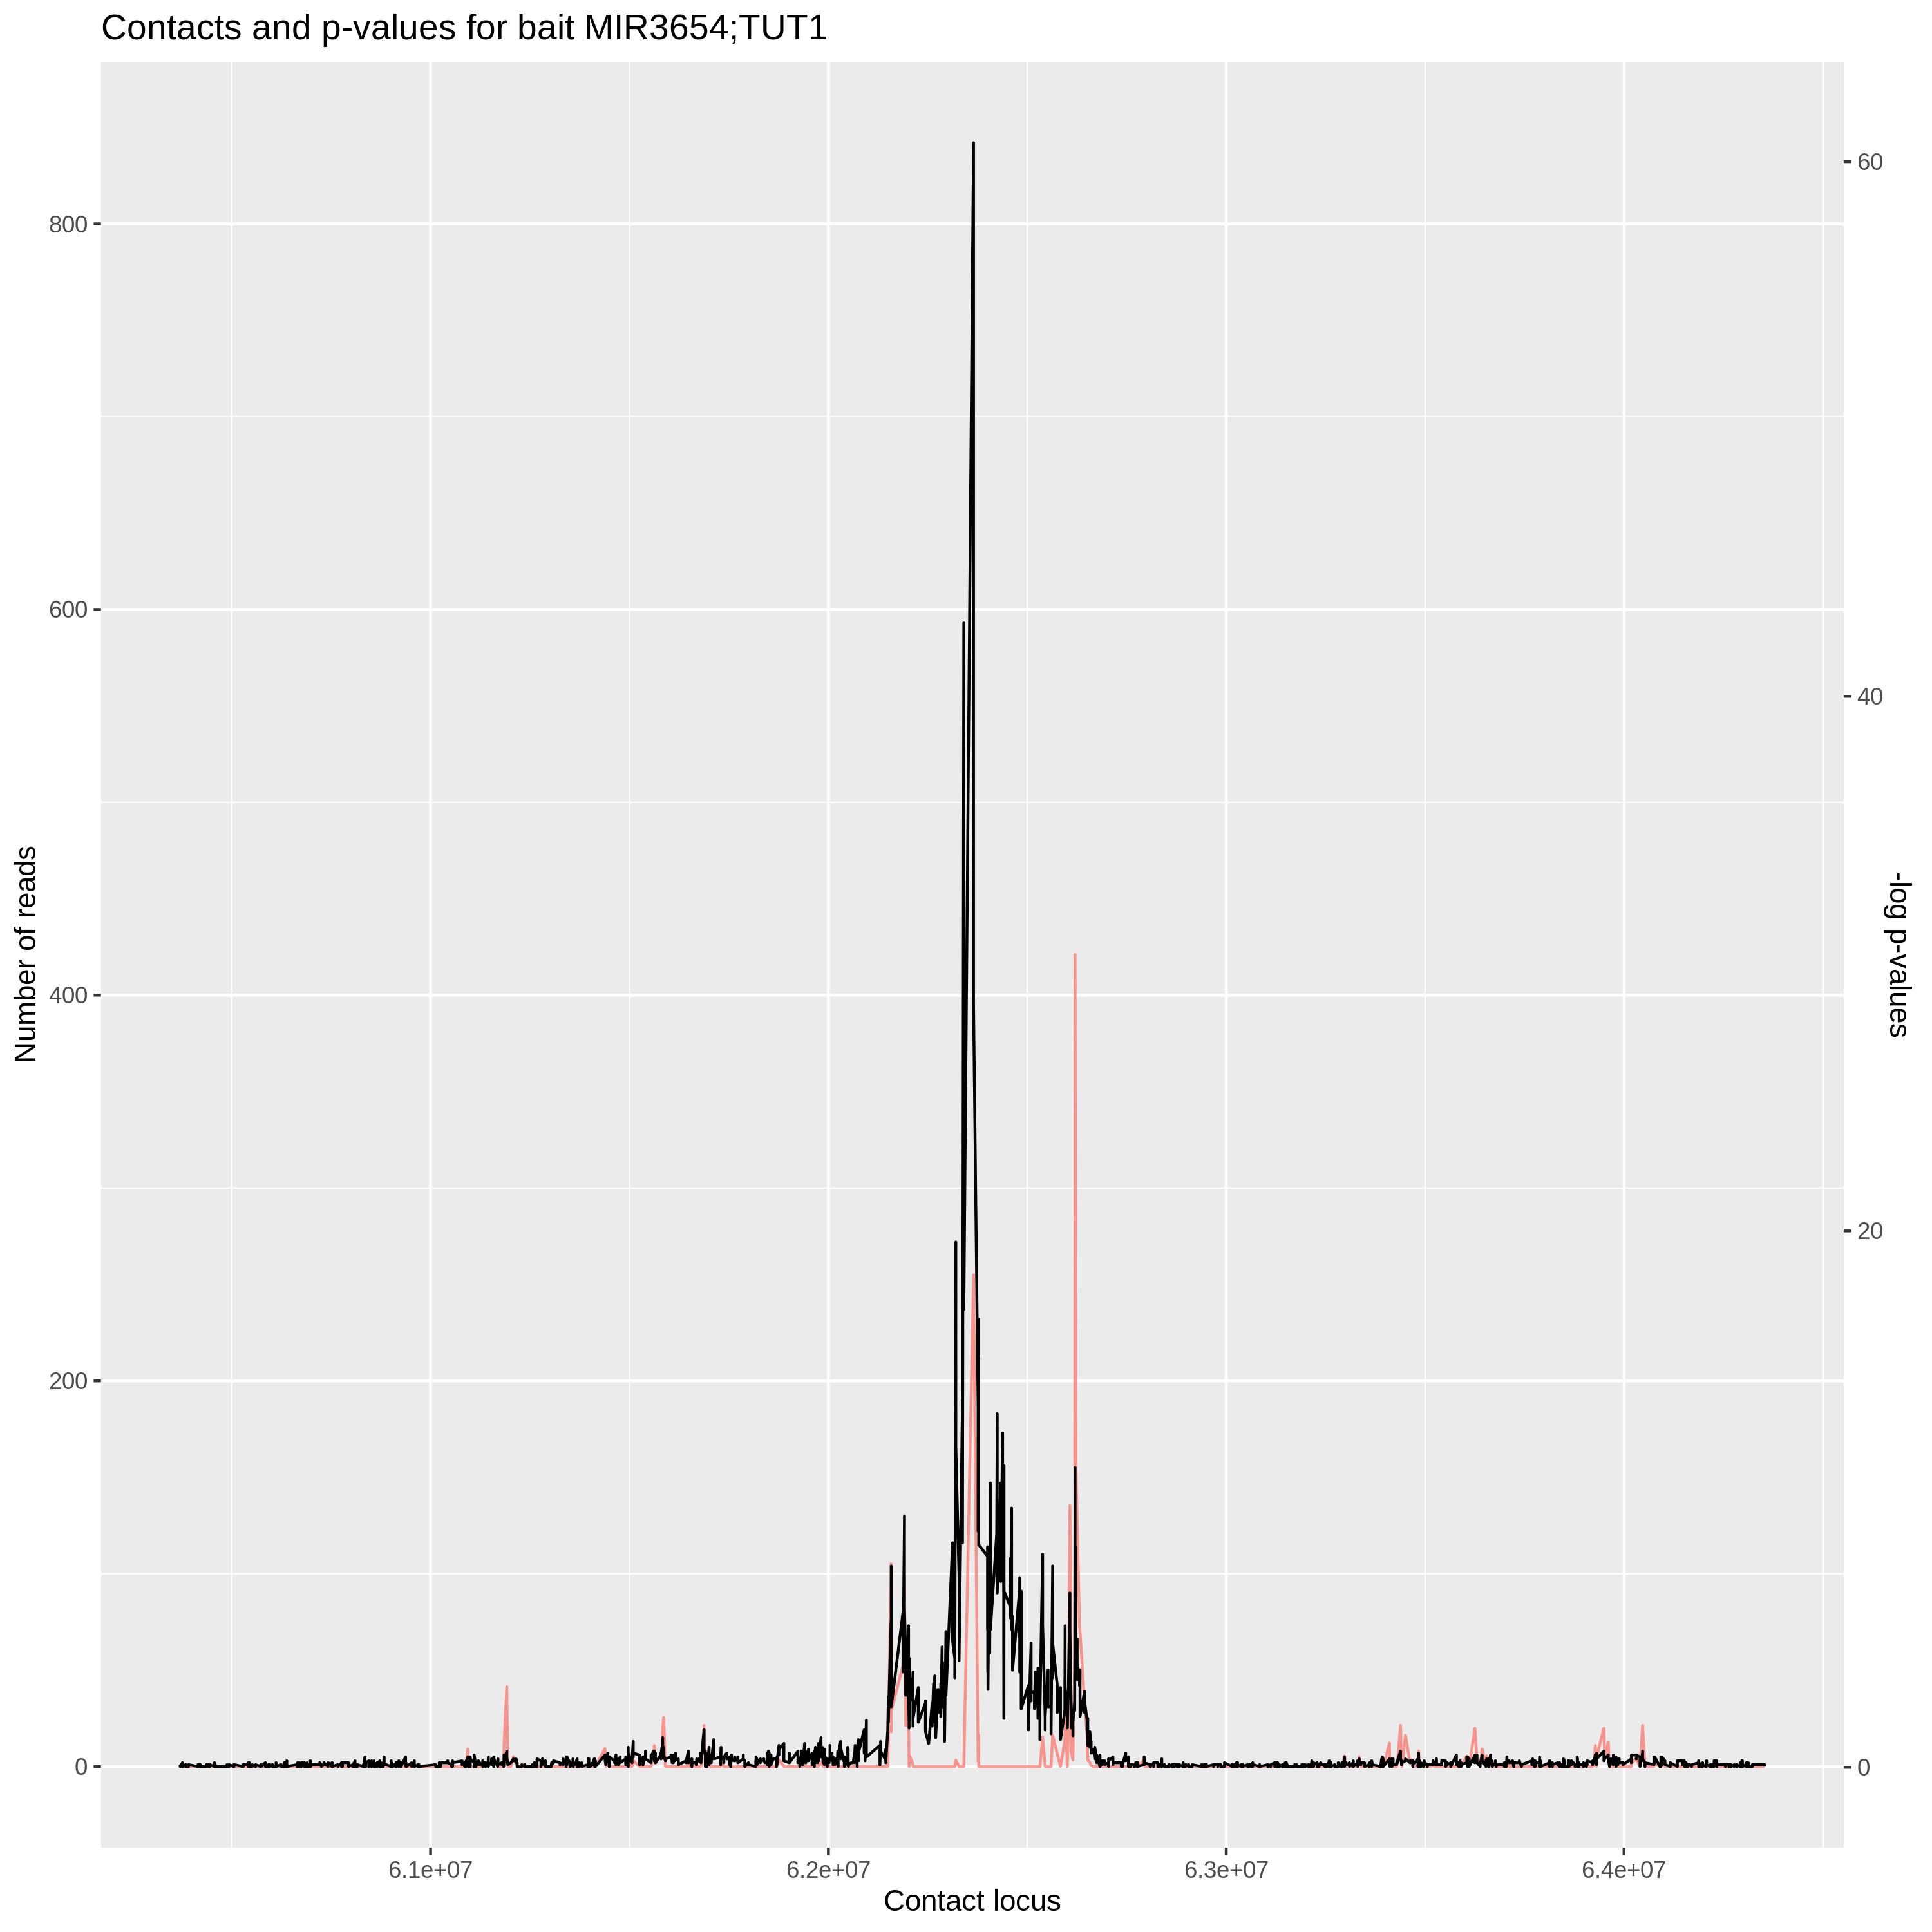 Contacts and p-values for bait MIR3654;TUT1
Number of reads
800
600
400
200
0
60
40
20
0
-log p-values
6.1e+07
6.2e+07
6.3e+07
6.4e+07
Contact locus